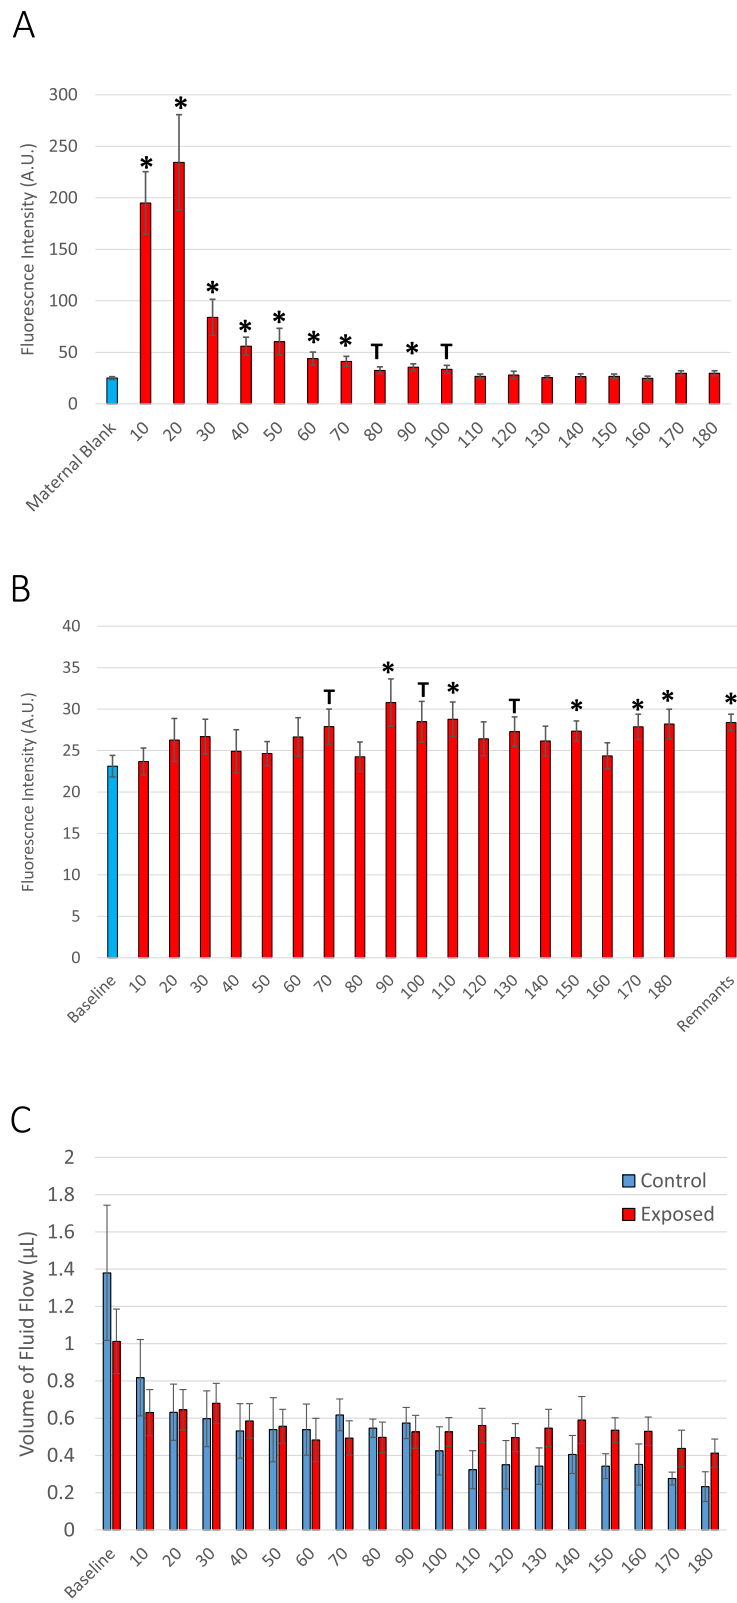 A
Fluorescnce Intensity (A.U.)
300
250
200
150
100
50
0
* * * * * * * T * T
Maternal Blank 10 20 30 40 50 60 70 80 90 100 110 120 130 140 150 160 170 180
B
Fluorescnce Intensity (A.U.)
40
35
30
25
20
15
10
5
0
T * T * T * * * *
Baseline 10 20 30 40 50 60 70 80 90 100 110 120 130 140 150 160 170 180 Remnants
C
Volume of Fluid Flow (µL)
2
1.8
1.6
1.4
1.2
1
0.8
0.6
0.4
0.2
0
Control
Exposed
Baseline 10 20 30 40 50 60 70 80 90 100 110 120 130 140 150 160 170 180